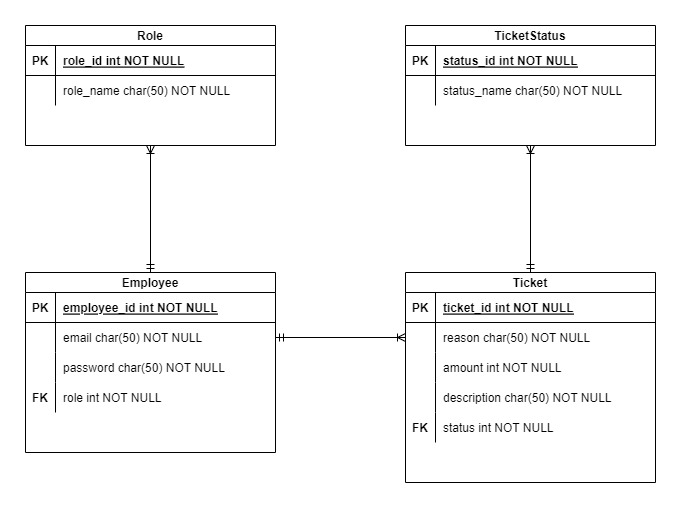 Role
PK role_id int NOT NULL
role_name char(50) NOT NULL
TicketStatus
PK status_id int NOT NULL
status_name char(50) NOT NULL
Employee
PK employee_id int NOT NULL
email char(50) NOT NULL
password char(50) NOT NULL
FK role int NOT NULL
Ticket
PK ticket_id int NOT NULL
reason char(50) NOT NULL
amount int NOT NULL
description char(50) NOT NULL
FK status int NOT NULL